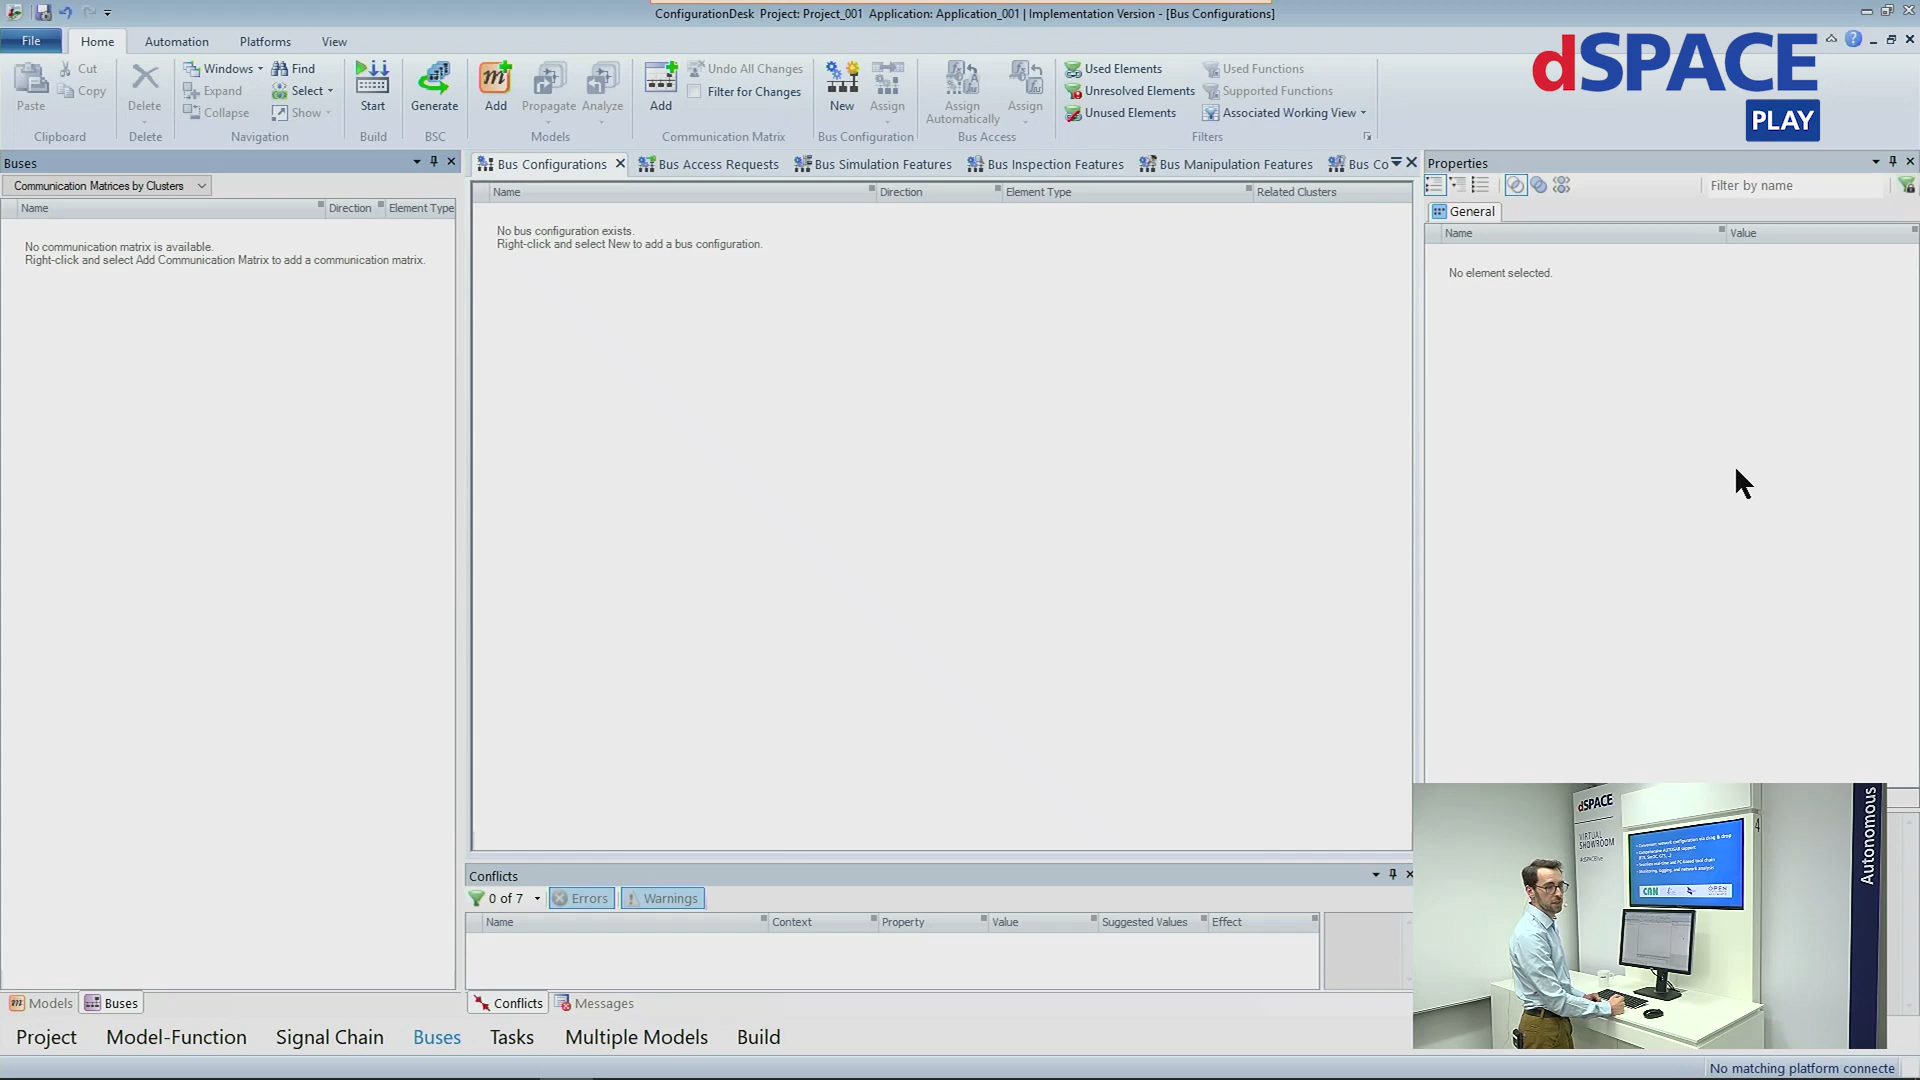 ConfigurationDesk Project: Project_001 Application: Application_001 | Implementation Version - [Bus Configurations]
File
Home
Automation
Platforms
View
Paste
Cut
Copy
Clipboard
Delete
Delete
Windows
Expand
Collapse
Find
Select
Show
Navigation
Start
Build
Generate
BSC
Add
Propagate
Analyze
Models
Add
Undo All Changes
Filter for Changes
Communication Matrix
New
Assign
Bus Configuration
Assign
Automatically
Assign
Bus Access
Used Elements
Unresolved Elements
Unused Elements
Used Functions
Supported Functions
Associated Working View
Filters
dSPACE
PLAY
Buses
Communication Matrices by Clusters
Name
Direction
Element Type
No communication matrix is available.
Right-click and select Add Communication Matrix to add a communication matrix.
Bus Configurations
Bus Access Requests
Bus Simulation Features
Bus Inspection Features
Bus Manipulation Features
Bus Co
Name
Direction
Element Type
Related Clusters
No bus configuration exists.
Right-click and select New to add a bus configuration.
Properties
Filter by name
General
Name
Value
No element selected.
Conflicts
0 of 7
Errors
Warnings
Name
Context
Property
Value
Suggested Values
Effect
Models
Buses
Conflicts
Messages
Project
Model-Function
Signal Chain
Buses
Tasks
Multiple Models
Build
No matching platform connecte
dSPACE
VIRTUAL
SHOWROOM
4
Autonomous
CAN
OPEN